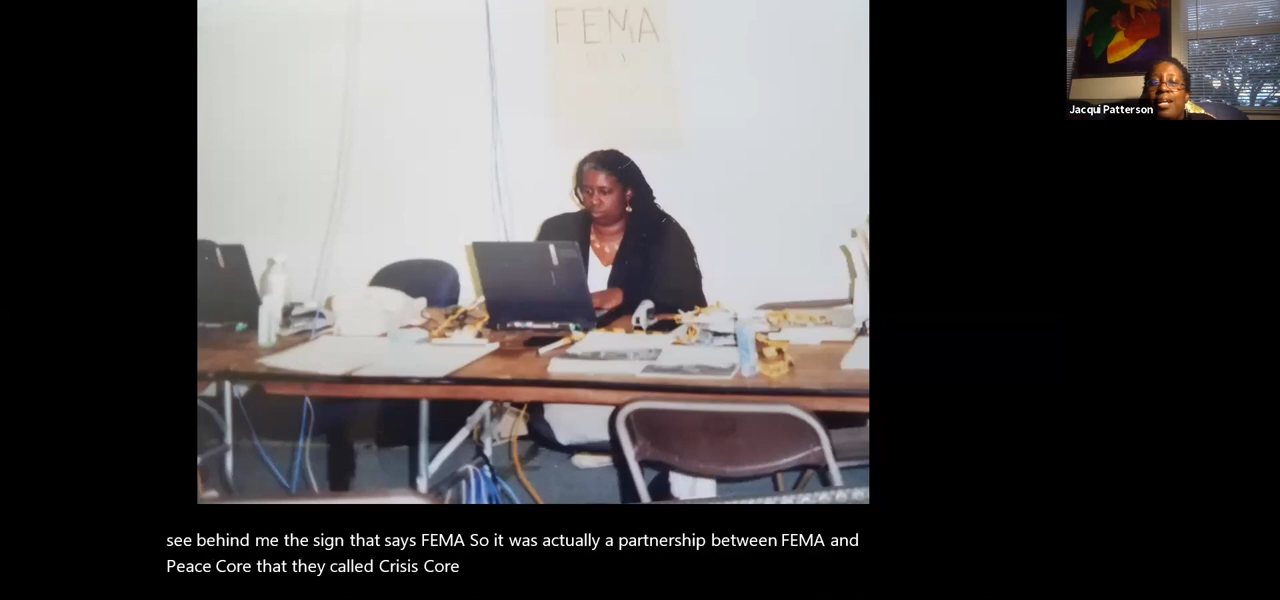 FEMA
Jacqui Patterson
see behind me the sign that says FEMA So it was actually a partnership between FEMA and
Peace Core that they called Crisis Core